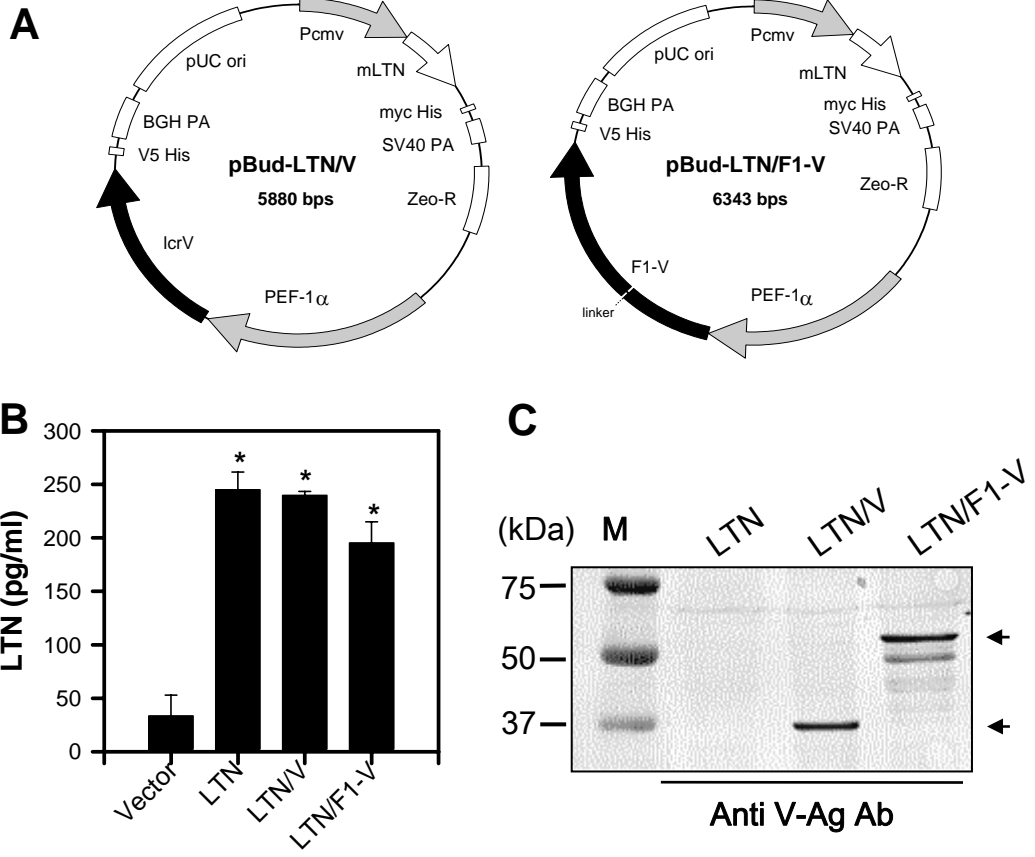 A
Pcmv
pUC ori
mLTN
BGH PA
myc His
V5 His
SV40 PA
pBud-LTN/V
5880 bps
Zeo-R
lcrV
PEF-1α
Pcmv
pUC ori
mLTN
BGH PA
myc His
V5 His
SV40 PA
pBud-LTN/F1-V
6343 bps
Zeo-R
F1-V
linker
PEF-1α
B
LTN (pg/ml)
300
250
200
150
100
50
0
*
*
*
Vector
LTN
LTN/V
LTN/F1-V
C
(kDa)
M
LTN
LTN/V
LTN/F1-V
75
50
37
Anti V-Ag Ab